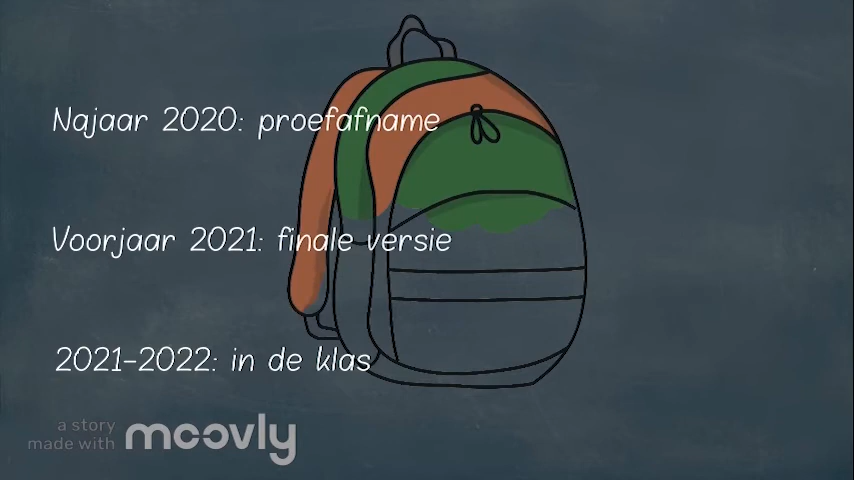 Najaar 2020: proefafname
Voorjaar 2021: finale versie
2021-2022: in de klas
a story
made with moovly